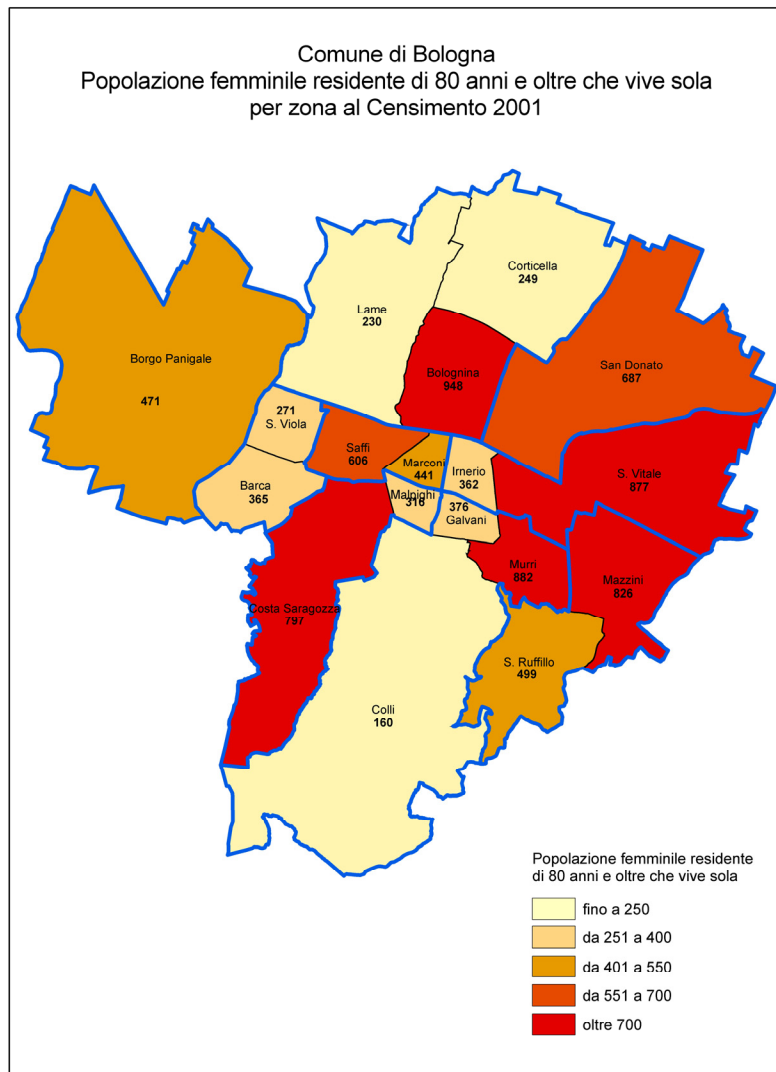 Comune di Bologna
Popolazione femminile residente di 80 anni e oltre che vive sola
per zona al Censimento 2001
Corticella
249
Lame
230
Borgo Panigale
471
Bolognina
948
San Donato
687
271
S. Viola
Saffi
606
Marconi
441
Irnerio
362
S. Vitale
877
Barca
365
Malpighi
316
376
Galvani
Murri
882
Mazzini
826
Costa Saragozza
797
S. Ruffillo
499
Colli
160
Popolazione femminile residente
di 80 anni e oltre che vive sola
fino a 250
da 251 a 400
da 401 a 550
da 551 a 700
oltre 700